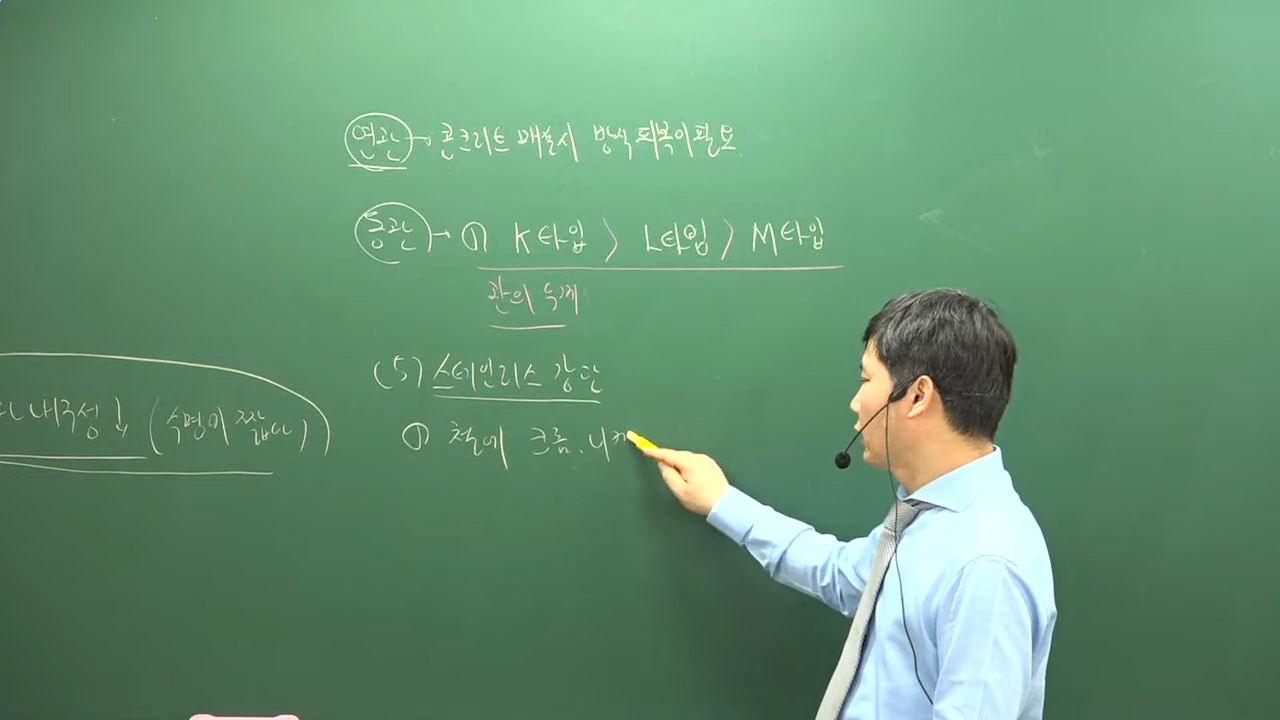 연관 → 콘크리트 매설시 방식피복이 필요
동관 → ① K타입 > L타입 > M타입
관의 두께
(5) 스테인리스 강관
내구성↓ (수명이 짧다)
① 철에 크롬. 니케